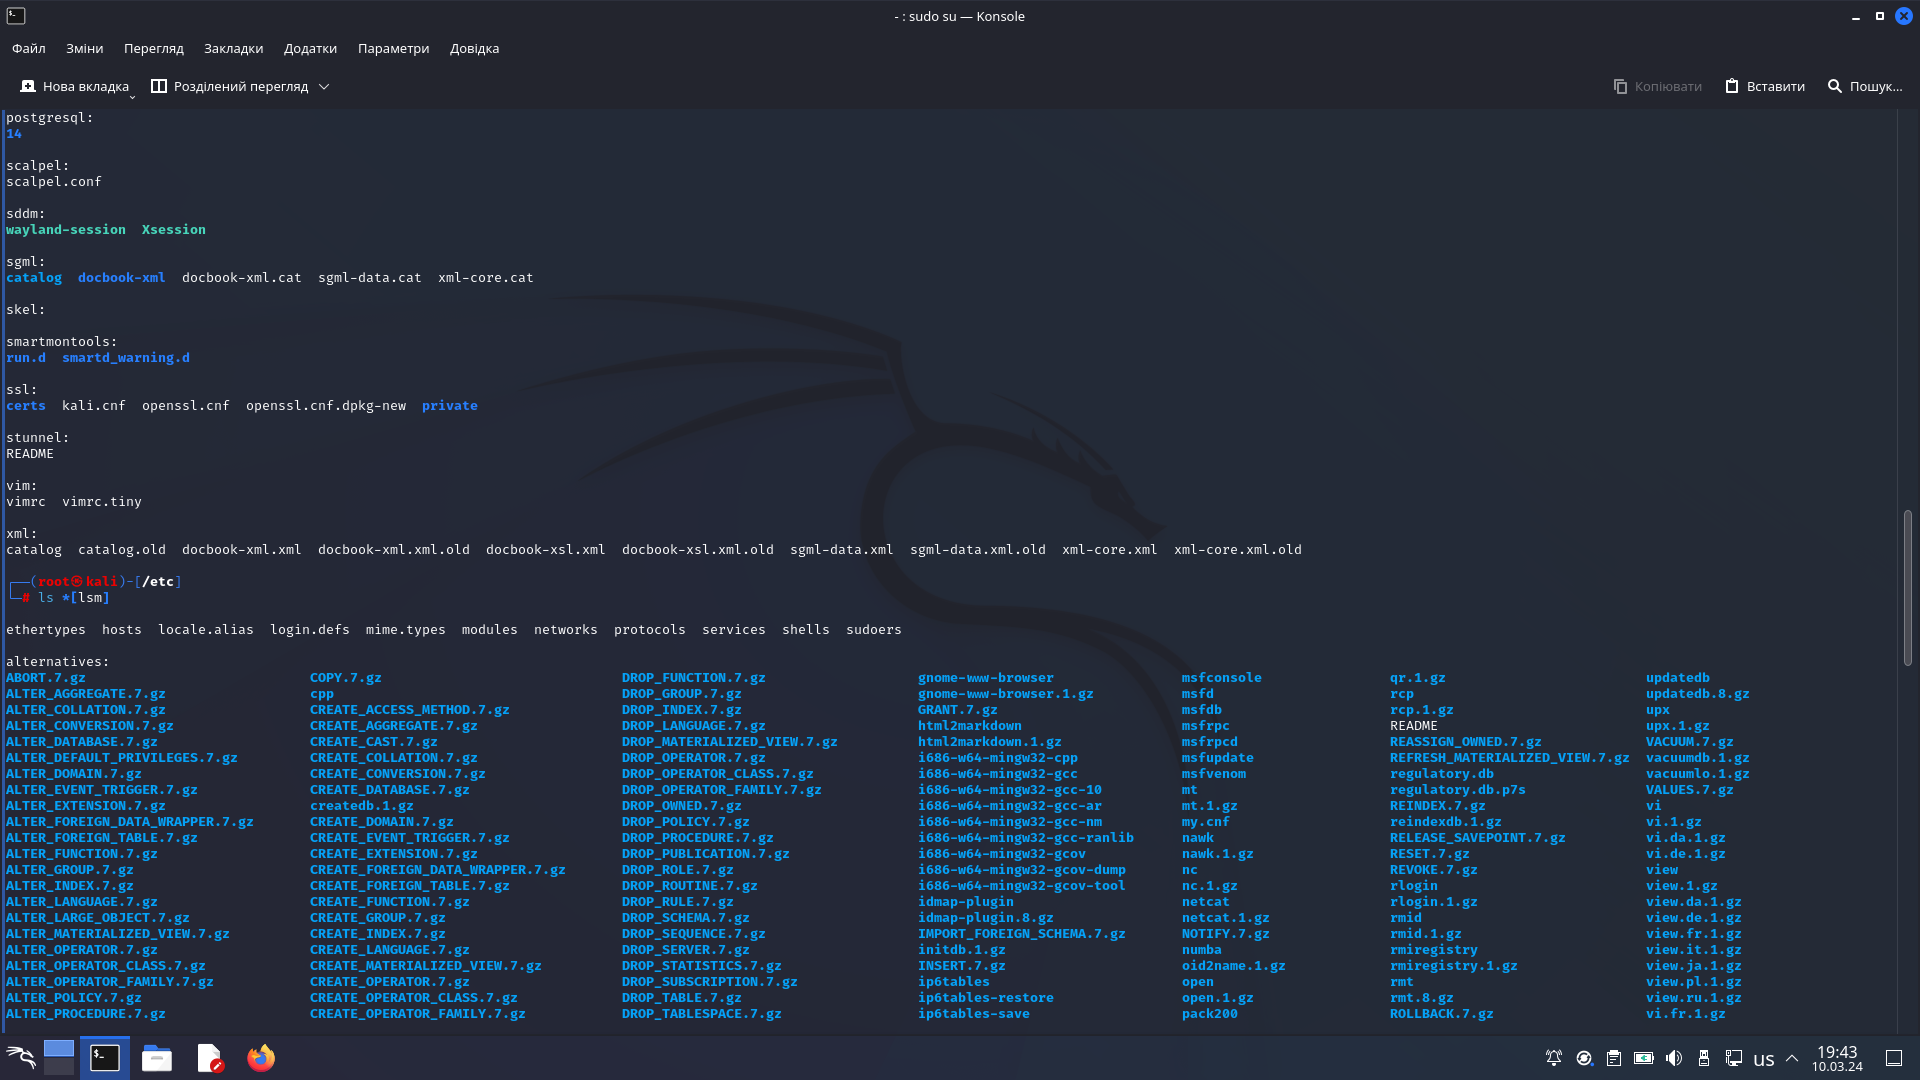 - : sudo su — Konsole
Файл Зміни Перегляд Закладки Додатки Параметри Довідка
Нова вкладка Розділений перегляд Копіювати Вставити Пошук...
postgresql:
14
scalpel:
scalpel.conf
sddm:
wayland-session Xsession
sgml:
catalog docbook-xml docbook-xml.cat sgml-data.cat xml-core.cat
skel:
smartmontools:
run.d smartd_warning.d
ssl:
certs kali.cnf openssl.cnf openssl.cnf.dpkg-new private
stunnel:
README
vim:
vimrc vimrc.tiny
xml:
catalog catalog.old docbook-xml.xml docbook-xml.xml.old docbook-xsl.xml docbook-xsl.xml.old sgml-data.xml sgml-data.xml.old xml-core.xml xml-core.xml.old
┌──(root㉿kali)-[/etc]
└─# ls *[lsm]
ethertypes hosts locale.alias login.defs mime.types modules networks protocols services shells sudoers
alternatives:
ABORT.7.gz COPY.7.gz DROP_FUNCTION.7.gz gnome-www-browser msfconsole qr.1.gz updatedb
ALTER_AGGREGATE.7.gz cpp DROP_GROUP.7.gz gnome-www-browser.1.gz msfd rcp updatedb.8.gz
ALTER_COLLATION.7.gz CREATE_ACCESS_METHOD.7.gz DROP_INDEX.7.gz GRANT.7.gz msfdb rcp.1.gz upx
ALTER_CONVERSION.7.gz CREATE_AGGREGATE.7.gz DROP_LANGUAGE.7.gz html2markdown msfrpc README upx.1.gz
ALTER_DATABASE.7.gz CREATE_CAST.7.gz DROP_MATERIALIZED_VIEW.7.gz html2markdown.1.gz msfrpcd REASSIGN_OWNED.7.gz VACUUM.7.gz
ALTER_DEFAULT_PRIVILEGES.7.gz CREATE_COLLATION.7.gz DROP_OPERATOR.7.gz i686-w64-mingw32-cpp msfupdate REFRESH_MATERIALIZED_VIEW.7.gz vacuumdb.1.gz
ALTER_DOMAIN.7.gz CREATE_CONVERSION.7.gz DROP_OPERATOR_CLASS.7.gz i686-w64-mingw32-gcc msfvenom regulatory.db vacuumlo.1.gz
ALTER_EVENT_TRIGGER.7.gz CREATE_DATABASE.7.gz DROP_OPERATOR_FAMILY.7.gz i686-w64-mingw32-gcc-10 mt regulatory.db.p7s VALUES.7.gz
ALTER_EXTENSION.7.gz createdb.1.gz DROP_OWNED.7.gz i686-w64-mingw32-gcc-ar mt.1.gz REINDEX.7.gz vi
ALTER_FOREIGN_DATA_WRAPPER.7.gz CREATE_DOMAIN.7.gz DROP_POLICY.7.gz i686-w64-mingw32-gcc-nm my.cnf reindexdb.1.gz vi.1.gz
ALTER_FOREIGN_TABLE.7.gz CREATE_EVENT_TRIGGER.7.gz DROP_PROCEDURE.7.gz i686-w64-mingw32-gcc-ranlib nawk RELEASE_SAVEPOINT.7.gz vi.da.1.gz
ALTER_FUNCTION.7.gz CREATE_EXTENSION.7.gz DROP_PUBLICATION.7.gz i686-w64-mingw32-gcov nawk.1.gz RESET.7.gz vi.de.1.gz
ALTER_GROUP.7.gz CREATE_FOREIGN_DATA_WRAPPER.7.gz DROP_ROLE.7.gz i686-w64-mingw32-gcov-dump nc REVOKE.7.gz view
ALTER_INDEX.7.gz CREATE_FOREIGN_TABLE.7.gz DROP_ROUTINE.7.gz i686-w64-mingw32-gcov-tool nc.1.gz rlogin view.1.gz
ALTER_LANGUAGE.7.gz CREATE_FUNCTION.7.gz DROP_RULE.7.gz idmap-plugin netcat rlogin.1.gz view.da.1.gz
ALTER_LARGE_OBJECT.7.gz CREATE_GROUP.7.gz DROP_SCHEMA.7.gz idmap-plugin.8.gz netcat.1.gz rmid view.de.1.gz
ALTER_MATERIALIZED_VIEW.7.gz CREATE_INDEX.7.gz DROP_SEQUENCE.7.gz IMPORT_FOREIGN_SCHEMA.7.gz NOTIFY.7.gz rmid.1.gz view.fr.1.gz
ALTER_OPERATOR.7.gz CREATE_LANGUAGE.7.gz DROP_SERVER.7.gz initdb.1.gz numba rmiregistry view.it.1.gz
ALTER_OPERATOR_CLASS.7.gz CREATE_MATERIALIZED_VIEW.7.gz DROP_STATISTICS.7.gz INSERT.7.gz oid2name.1.gz rmiregistry.1.gz view.ja.1.gz
ALTER_OPERATOR_FAMILY.7.gz CREATE_OPERATOR.7.gz DROP_SUBSCRIPTION.7.gz ip6tables open rmt view.pl.1.gz
ALTER_POLICY.7.gz CREATE_OPERATOR_CLASS.7.gz DROP_TABLE.7.gz ip6tables-restore open.1.gz rmt.8.gz view.ru.1.gz
ALTER_PROCEDURE.7.gz CREATE_OPERATOR_FAMILY.7.gz DROP_TABLESPACE.7.gz ip6tables-save pack200 ROLLBACK.7.gz vi.fr.1.gz
us 19:43
10.03.24